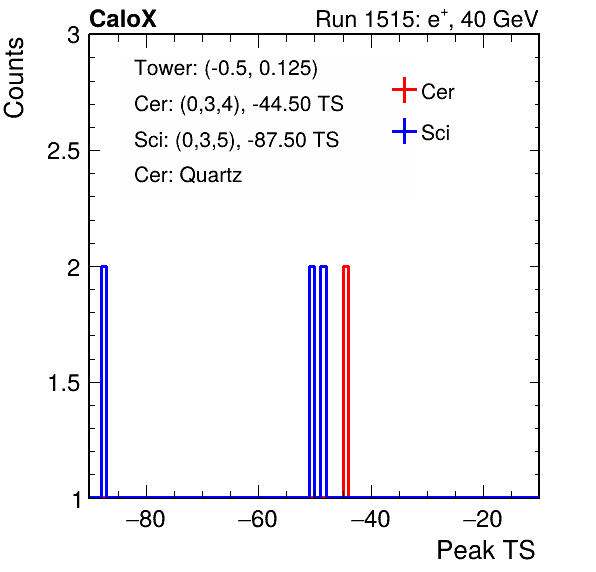 CaloX Run 1515: e⁺, 40 GeV
Counts
3
2.5
2
1.5
1
Tower: (-0.5, 0.125)
Cer: (0,3,4), -44.50 TS
Sci: (0,3,5), -87.50 TS
Cer: Quartz
Cer
Sci
−80 −60 −40 −20
Peak TS